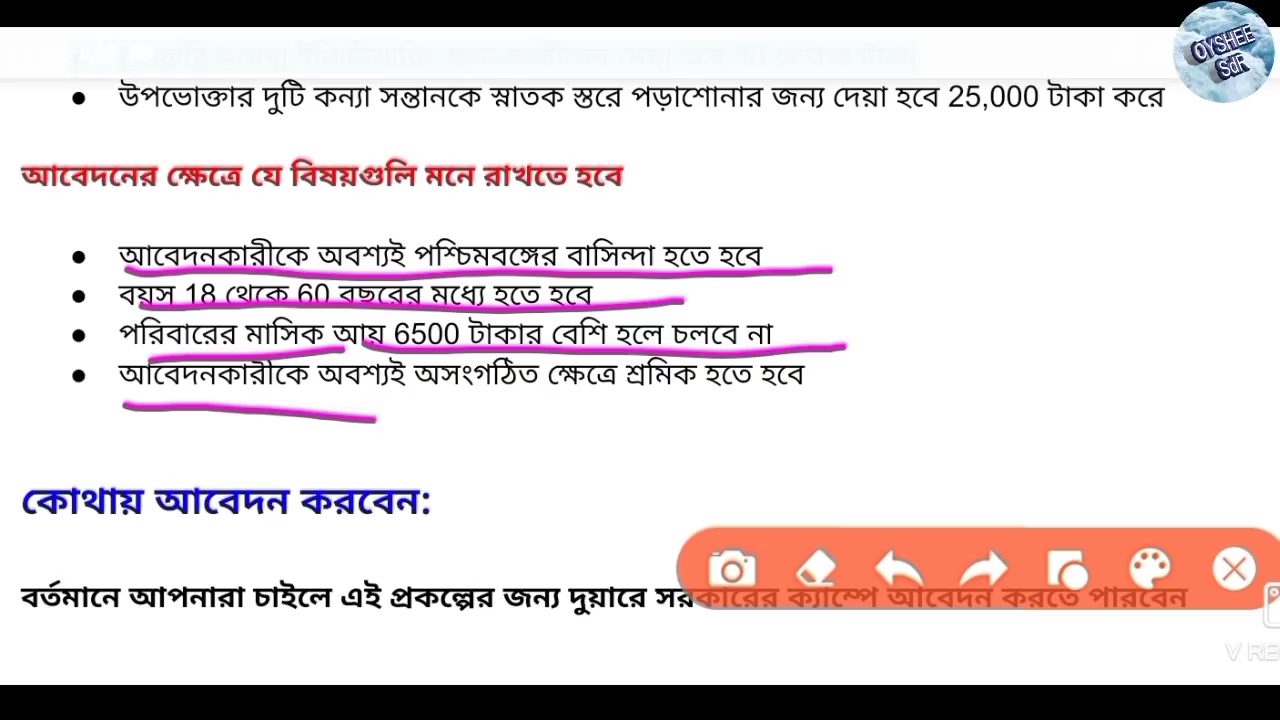 OYSHEE
SdR
উপভোক্তার দুটি কন্যা সন্তানকে স্নাতক স্তরে পড়াশোনার জন্য দেয়া হবে 25,000 টাকা করে
আবেদনের ক্ষেত্রে যে বিষয়গুলি মনে রাখতে হবে
আবেদনকারীকে অবশ্যই পশ্চিমবঙ্গের বাসিন্দা হতে হবে
বয়স 18 থেকে 60 বছরের মধ্যে হতে হবে
পরিবারের মাসিক আয় 6500 টাকার বেশি হলে চলবে না
আবেদনকারীকে অবশ্যই অসংগঠিত ক্ষেত্রে শ্রমিক হতে হবে
কোথায় আবেদন করবেন:
বর্তমানে আপনারা চাইলে এই প্রকল্পের জন্য দুয়ারে সরকারের ক্যাম্পে আবেদন করতে পারবেন
V RE